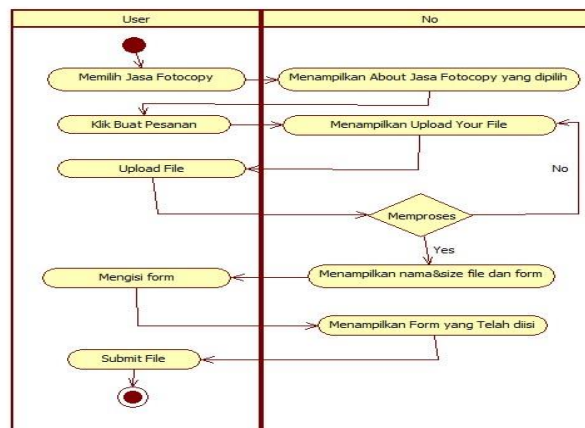 User
No
Memilih Jasa Fotocopy
Menampilkan About Jasa Fotocopy yang dipilih
Klik Buat Pesanan
Menampilkan Upload Your File
Upload File
No
Memproses
Yes
Mengisi form
Menampilkan nama&size file dan form
Menampilkan Form yang Telah diisi
Submit File